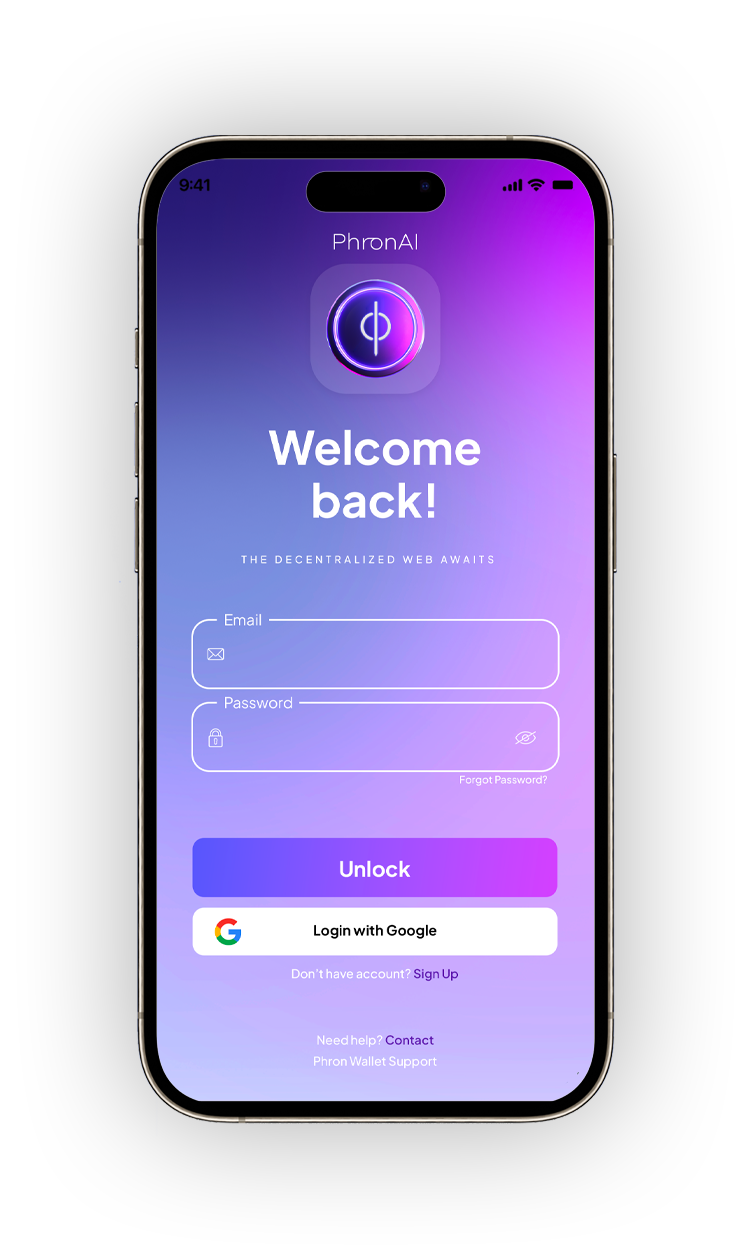 9:41
PhronAI
Welcome
back!
THE DECENTRALIZED WEB AWAITS
Email
Password
Forgot Password?
Unlock
Login with Google
Don't have account? Sign Up
Need help? Contact
Phron Wallet Support